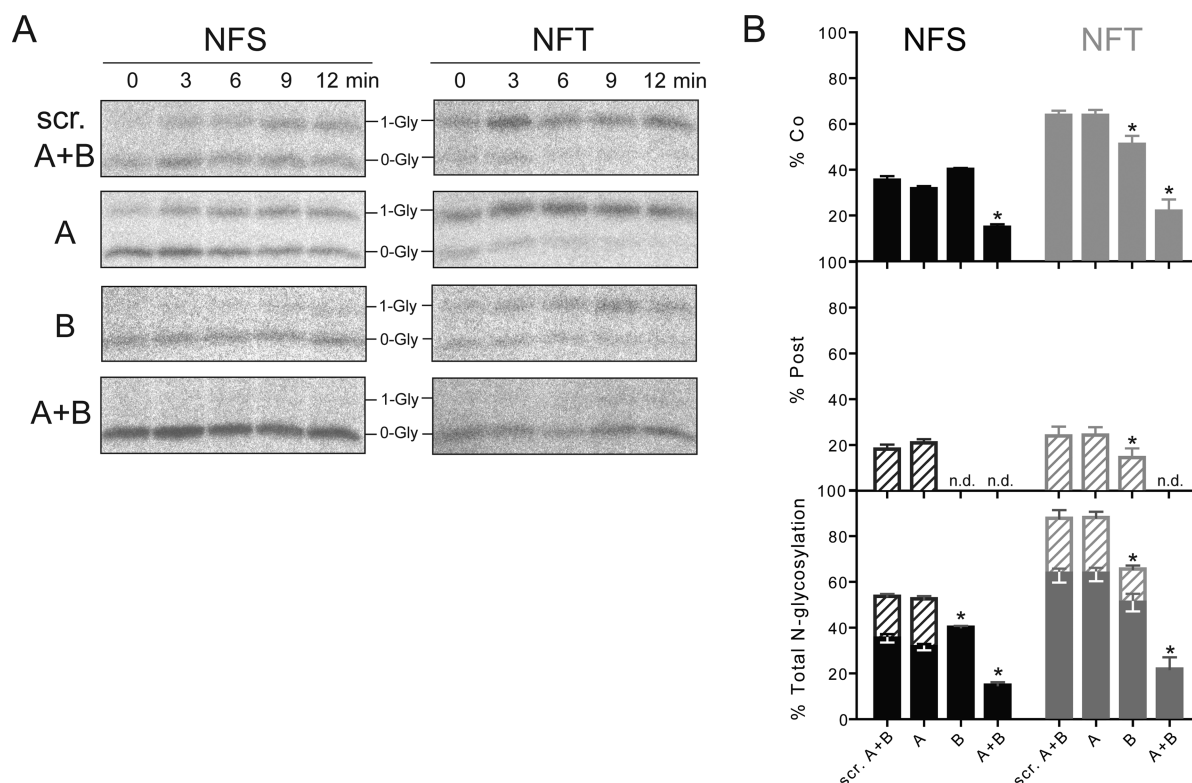 A
NFS
NFT
0 3 6 9 12 min
0 3 6 9 12 min
scr.
A+B
1-Gly
0-Gly
A
1-Gly
0-Gly
B
1-Gly
0-Gly
A+B
1-Gly
0-Gly
B
NFS
NFT
% Co
100
80
60
40
20
*
*
*
% Post
100
80
60
40
20
n.d.
n.d.
*
n.d.
% Total N-glycosylation
100
80
60
40
20
0
*
*
*
*
scr. A+B
A
B
A+B
scr. A+B
A
B
A+B